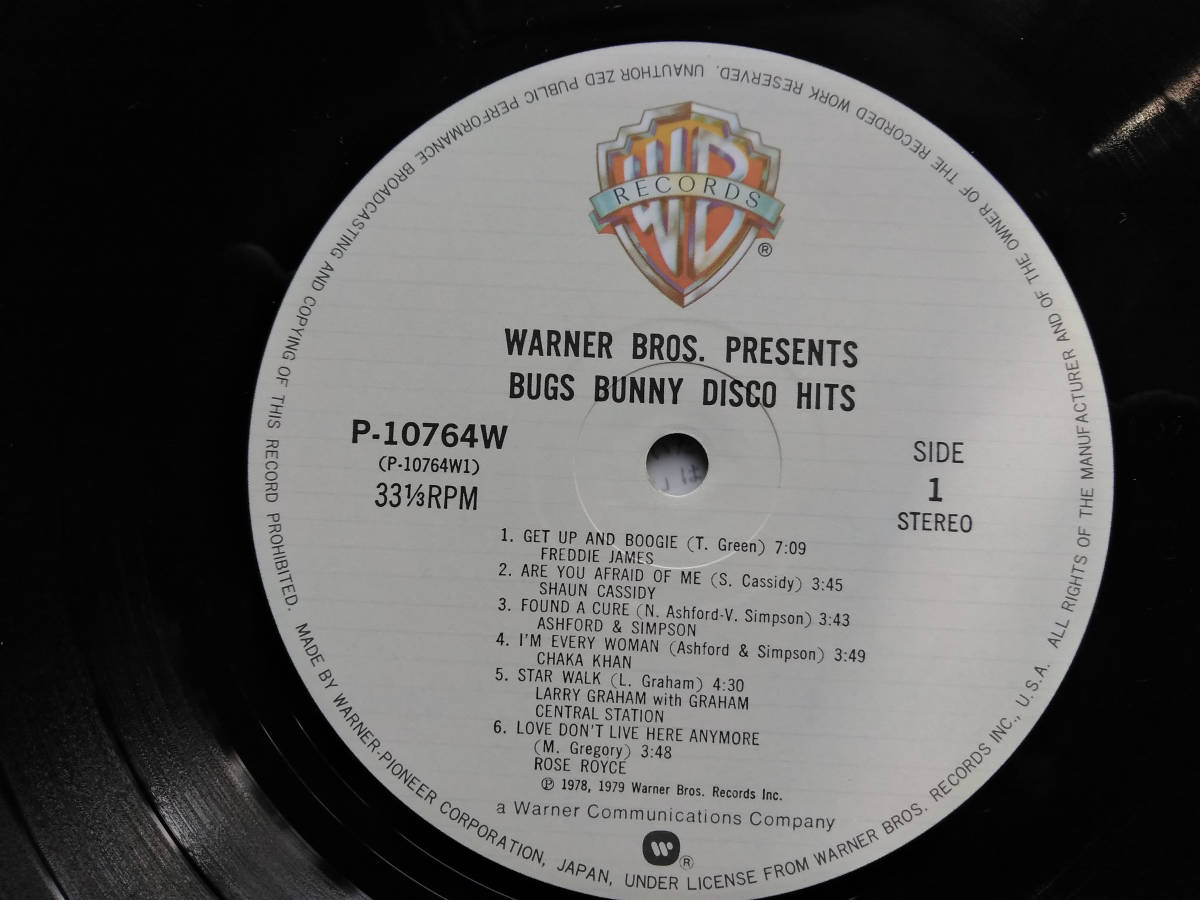 WB
RECORDS
®
WARNER BROS. PRESENTS
BUGS BUNNY DISCO HITS
P-10764W
(P-10764W1)
33⅓RPM
SIDE
1
STEREO
1. GET UP AND BOOGIE (T. Green) 7:09
FREDDIE JAMES
2. ARE YOU AFRAID OF ME (S. Cassidy) 3:45
SHAUN CASSIDY
3. FOUND A CURE (N. Ashford-V. Simpson) 3:43
ASHFORD & SIMPSON
4. I'M EVERY WOMAN (Ashford & Simpson) 3:49
CHAKA KHAN
5. STAR WALK (L. Graham) 4:30
LARRY GRAHAM with GRAHAM
CENTRAL STATION
6. LOVE DON'T LIVE HERE ANYMORE
(M. Gregory) 3:48
ROSE ROYCE
℗ 1978, 1979 Warner Bros. Records Inc.
a Warner Communications Company
®
MADE BY WARNER-PIONEER CORPORATION, JAPAN, UNDER LICENSE FROM WARNER BROS. RECORDS INC., U.S.A. ALL RIGHTS OF THE MANUFACTURER AND OF THE OWNER OF THE RECORDED WORK RESERVED. UNAUTHOR ZED PUBLIC PERFORMANCE BROADCASTING AND COPYING OF THIS RECORD PROHIBITED.